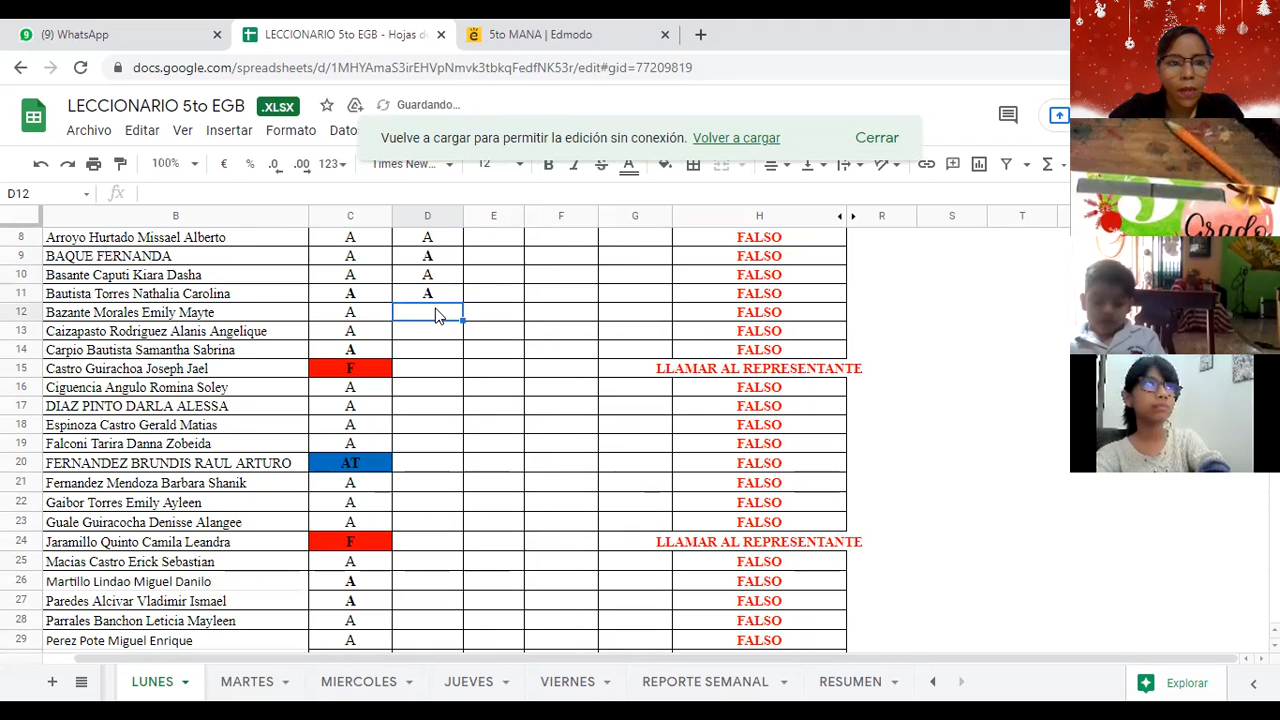 (9) WhatsApp
LECCIONARIO 5to EGB - Hojas de
5to MANA | Edmodo
docs.google.com/spreadsheets/d/1MHYAmaS3irEHVpNmvk3BkqFedfNK53r/edit#gid=77209819
LECCIONARIO 5to EGB .XLSX Guardando...
Archivo Editar Ver Insertar Formato Dato
Vuelve a cargar para permitir la edición sin conexión. Volver a cargar Cerrar
100% € % .0 .00 123 Times New... 12 B I S A
D12 fx
B C D E F G H R S T
8 Arroyo Hurtado Missael Alberto A A FALSO
9 BAQUE FERNANDA A A FALSO
10 Basante Caputi Kiara Dasha A A FALSO
11 Bautista Torres Nathalia Carolina A A FALSO
12 Bazante Morales Emily Mayte A FALSO
13 Caizapasto Rodriguez Alanis Angelique A FALSO
14 Carpio Bautista Samantha Sabrina A FALSO
15 Castro Guirachoa Joseph Jael F LLAMAR AL REPRESENTANTE
16 Ciguencia Angulo Romina Soley A FALSO
17 DIAZ PINTO DARLA ALESSA A FALSO
18 Espinoza Castro Gerald Matias A FALSO
19 Falconi Tarira Danna Zobeida A FALSO
20 FERNANDEZ BRUNDIS RAUL ARTURO AT FALSO
21 Fernandez Mendoza Barbara Shanik A FALSO
22 Gaibor Torres Emily Ayleen A FALSO
23 Guale Guiracocha Denisse Alangee A FALSO
24 Jaramillo Quinto Camila Leandra F LLAMAR AL REPRESENTANTE
25 Macias Castro Erick Sebastian A FALSO
26 Martillo Lindao Miguel Danilo A FALSO
27 Paredes Alcivar Vladimir Ismael A FALSO
28 Parrales Banchon Leticia Mayleen A FALSO
29 Perez Pote Miguel Enrique A FALSO
LUNES MARTES MIERCOLES JUEVES VIERNES REPORTE SEMANAL RESUMEN Explorar
Grado